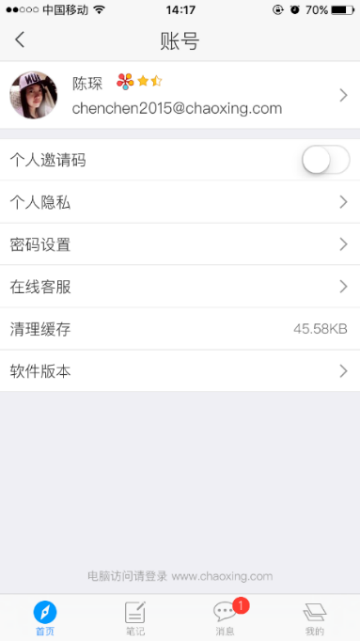 中国移动 14:17 70%
账号
陈琛
chenchen2015@chaoxing.com
个人邀请码
个人隐私
密码设置
在线客服
清理缓存 45.58KB
软件版本
电脑访问请登录 www.chaoxing.com
1
首页 笔记 消息 我的